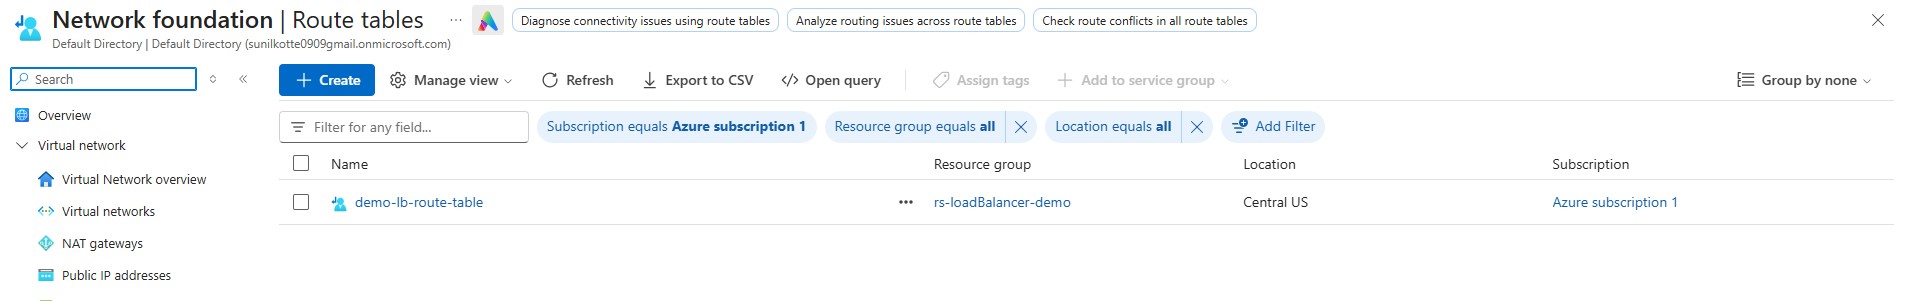 Network foundation | Route tables ... Diagnose connectivity issues using route tables Analyze routing issues across route tables Check route conflicts in all route tables
Default Directory | Default Directory (sunilkotte0909gmail.onmicrosoft.com)
Search
+ Create Manage view Refresh Export to CSV Open query Assign tags + Add to service group Group by none
Overview
Virtual network
Virtual Network overview
Virtual networks
NAT gateways
Public IP addresses
Filter for any field... Subscription equals Azure subscription 1 Resource group equals all Location equals all Add Filter
Name Resource group Location Subscription
demo-lb-route-table ... rs-loadBalancer-demo Central US Azure subscription 1